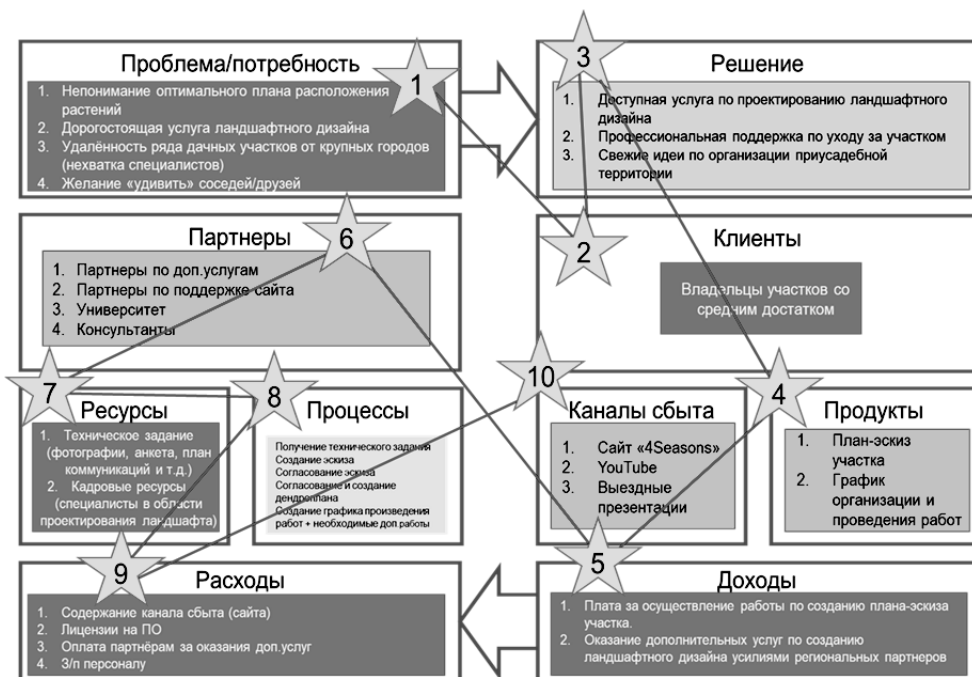 Проблема/потребность
1
1. Непонимание оптимального плана расположения
растений
2. Дорогостоящая услуга ландшафтного дизайна
3. Удалённость ряда дачных участков от крупных городов
(нехватка специалистов)
4. Желание «удивить» соседей/друзей
3
Решение
1. Доступная услуга по проектированию ландшафтного
дизайна
2. Профессиональная поддержка по уходу за участком
3. Свежие идеи по организации приусадебной
территории
Партнеры
6
1. Партнеры по доп.услугам
2. Партнеры по поддержке сайта
3. Университет
4. Консультанты
2
Клиенты
Владельцы участков со
средним достатком
7
Ресурсы
1. Техническое задание
(фотографии, анкета, план
коммуникаций и т.д.)
2. Кадровые ресурсы
(специалисты в области
проектирования ландшафта)
8
Процессы
Получение технического задания
Создание эскиза
Согласование эскиза
Согласование и создание
дендроплана
Создание графика произведения
работ + необходимые доп.работы
10
Каналы сбыта
1. Сайт «4Seasons»
2. YouTube
3. Выездные
презентации
4
Продукты
1. План-эскиз
участка
2. График
организации и
проведения работ
9
Расходы
1. Содержание канала сбыта (сайта)
2. Лицензии на ПО
3. Оплата партнёрам за оказания доп.услуг
4. З/п персоналу
5
Доходы
1. Плата за осуществление работы по созданию плана-эскиза
участка.
2. Оказание дополнительных услуг по созданию
ландшафтного дизайна усилиями региональных партнеров